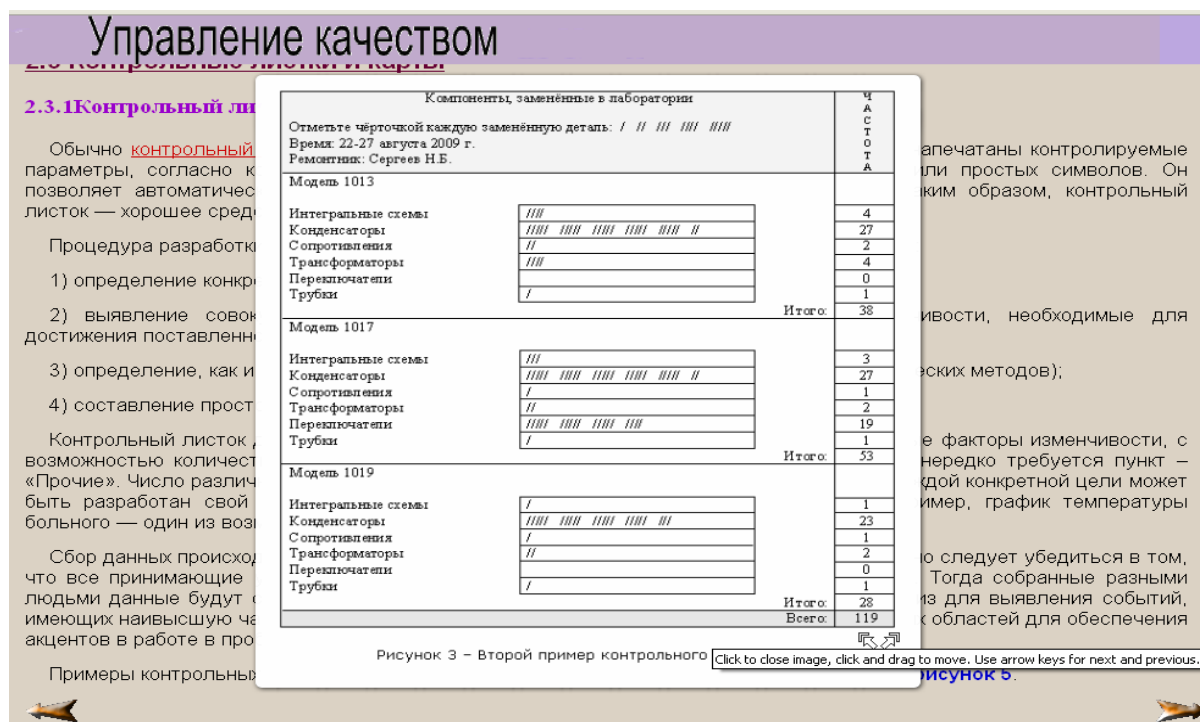 Управление качеством
2.3 Контрольные листки и карты
2.3.1Контрольный ли
Обычно контрольный
апечатаны контролируемые
параметры, согласно к
ли простых символов. Он
позволяет автоматичес
ким образом, контрольный
листок — хорошее сред
Процедура разработк
1) определение конкр
2) выявление совок
ивости, необходимые для
достижения поставленн
3) определение, как и
еских методов);
4) составление прост
Контрольный листок
е факторы изменчивости, с
возможностью количест
нередко требуется пункт –
«Прочие». Число различ
ждой конкретной цели может
быть разработан свой
имер, график температуры
больного — один из воз
Сбор данных происход
о следует убедиться в том,
что все принимающие
Тогда собранные разными
людьми данные будут
из для выявления событий,
имеющих наивысшую ча
х областей для обеспечения
акцентов в работе в про
Примеры контрольных
рисунок 5.
Компоненты, заменённые в лаборатории
ЧАСТОТА
Отметьте чёрточкой каждую заменённую деталь: / // /// //// /////
Время: 22-27 августа 2009 г.
Ремонтник: Сергеев Н.Б.
Модель 1013
Интегральные схемы //// 4
Конденсаторы ///// ///// ///// ///// ///// // 27
Сопротивления // 2
Трансформаторы //// 4
Переключатели 0
Трубки / 1
Итого: 38
Модель 1017
Интегральные схемы /// 3
Конденсаторы ///// ///// ///// ///// ///// // 27
Сопротивления / 1
Трансформаторы // 2
Переключатели ///// ///// ///// //// 19
Трубки / 1
Итого: 53
Модель 1019
Интегральные схемы / 1
Конденсаторы ///// ///// ///// ///// /// 23
Сопротивления / 1
Трансформаторы // 2
Переключатели 0
Трубки / 1
Итого: 28
Всего: 119
Рисунок 3 – Второй пример контрольного
Click to close image, click and drag to move. Use arrow keys for next and previous.